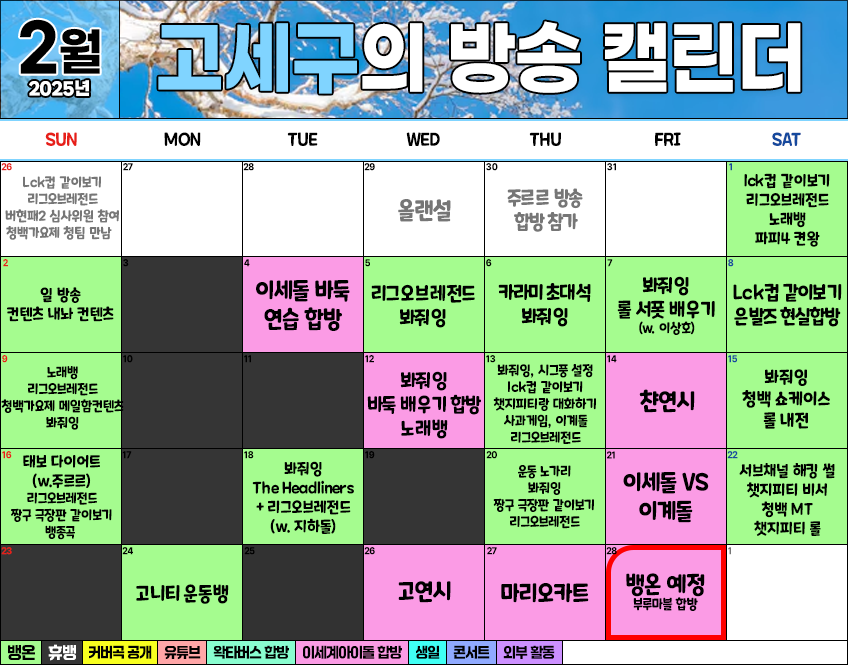 2월
2025년
고세구의 방송 캘린더
SUN MON TUE WED THU FRI SAT
26
Lck컵 같이보기
리그오브레전드
버현패2 심사위원 참여
청백가요제 청팀 만남
27
28
29
올랜설
30
주르르 방송
합방 참가
31
1
lck컵 같이보기
리그오브레전드
노래뱅
파피4 켠왕
2
일 방송
컨텐츠 내놔 컨텐츠
3
4
이세돌 바둑
연습 합방
5
리그오브레전드
봐줘잉
6
카라미 초대석
봐줘잉
7
봐줘잉
롤 서폿 배우기
(w. 이상호)
8
Lck컵 같이보기
은발즈 현실합방
9
노래뱅
리그오브레전드
청백가요제 메일함컨텐츠
봐줘잉
10
11
12
봐줘잉
바둑 배우기 합방
노래뱅
13
봐줘잉, 시그풍 설정
lck컵 같이보기
챗지피티랑 대화하기
사과게임, 이계돌
리그오브레전드
14
챤연시
15
봐줘잉
청백 쇼케이스
롤 내전
16
태보 다이어트
(w.주르르)
리그오브레전드
짱구 극장판 같이보기
뱅종곡
17
18
봐줘잉
The Headliners
+ 리그오브레전드
(w. 지하돌)
19
20
운동 노가리
봐줘잉
짱구 극장판 같이보기
리그오브레전드
21
이세돌 VS
이계돌
22
서브채널 해킹 썰
챗지피티 비서
청백 MT
챗지피티 롤
23
24
고니티 운동뱅
25
26
고연시
27
마리오카트
28
뱅온 예정
부루마블 합방
1
뱅온 휴뱅 커버곡 공개 유튜브 왁타버스 합방 이세계아이돌 합방 생일 콘서트 외부 활동